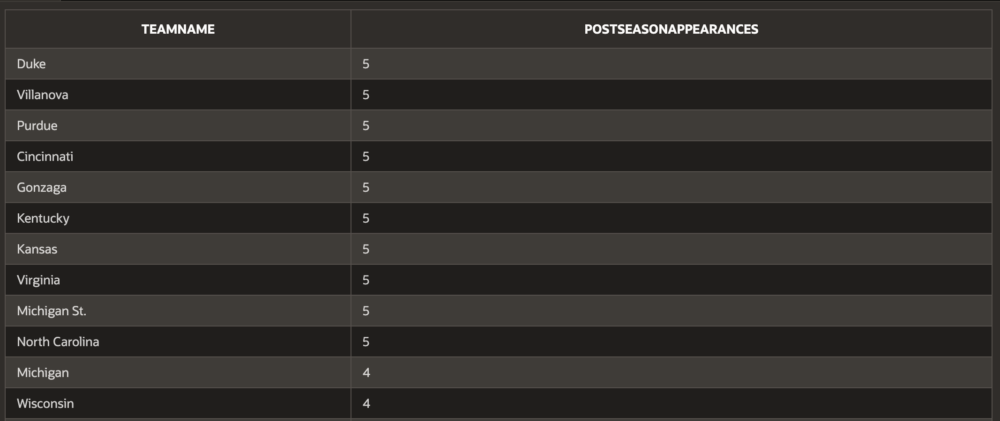 TEAMNAME POSTSEASONAPPEARANCES
Duke 5
Villanova 5
Purdue 5
Cincinnati 5
Gonzaga 5
Kentucky 5
Kansas 5
Virginia 5
Michigan St. 5
North Carolina 5
Michigan 4
Wisconsin 4